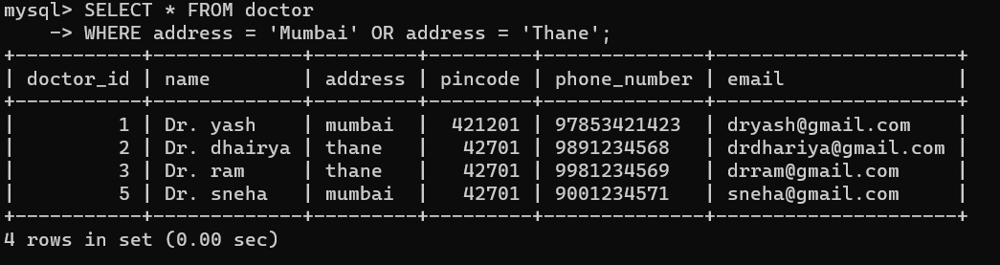 mysql> SELECT * FROM doctor
    -> WHERE address = 'Mumbai' OR address = 'Thane';
+-----------+-------------+---------+---------+--------------+---------------------+
| doctor_id | name        | address | pincode | phone_number | email               |
+-----------+-------------+---------+---------+--------------+---------------------+
|         1 | Dr. yash    | mumbai  |  421201 | 97853421423  | dryash@gmail.com    |
|         2 | Dr. dhairya | thane   |   42701 | 9891234568   | drdhariya@gmail.com |
|         3 | Dr. ram     | thane   |   42701 | 9981234569   | drram@gmail.com     |
|         5 | Dr. sneha   | mumbai  |   42701 | 9001234571   | sneha@gmail.com     |
+-----------+-------------+---------+---------+--------------+---------------------+
4 rows in set (0.00 sec)